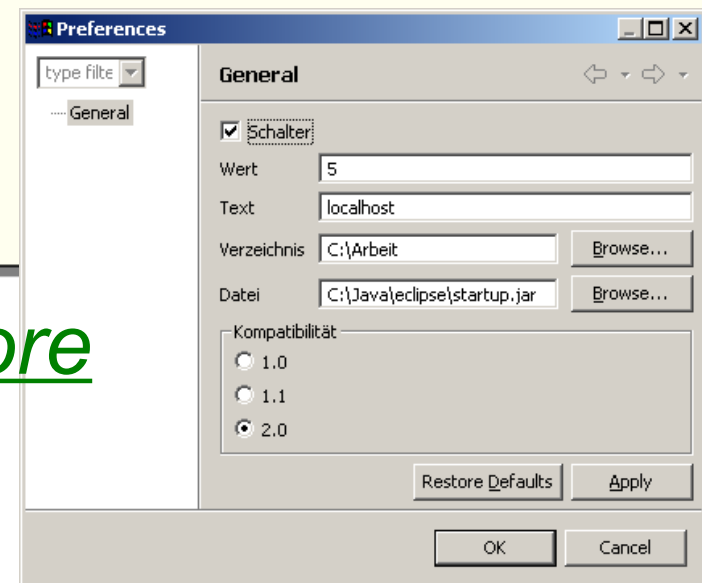 Preferences
type filte
General
General
Schalter
Wert 5
Text localhost
Verzeichnis C:\Arbeit Browse...
Datei C:\Java\eclipse\startup.jar Browse...
Kompatibilität
1.0
1.1
2.0
ore
Restore Defaults Apply
OK Cancel